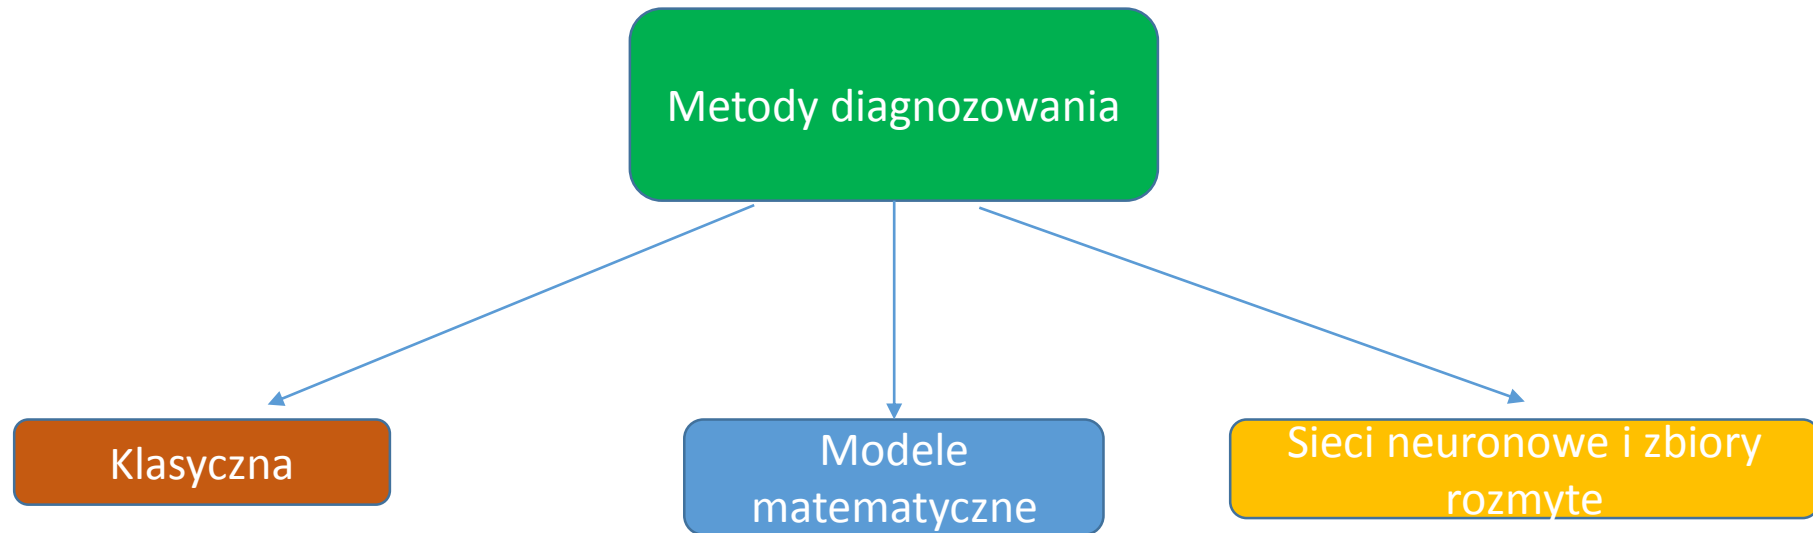 Metody diagnozowania
Klasyczna
Modele
matematyczne
Sieci neuronowe i zbiory
rozmyte